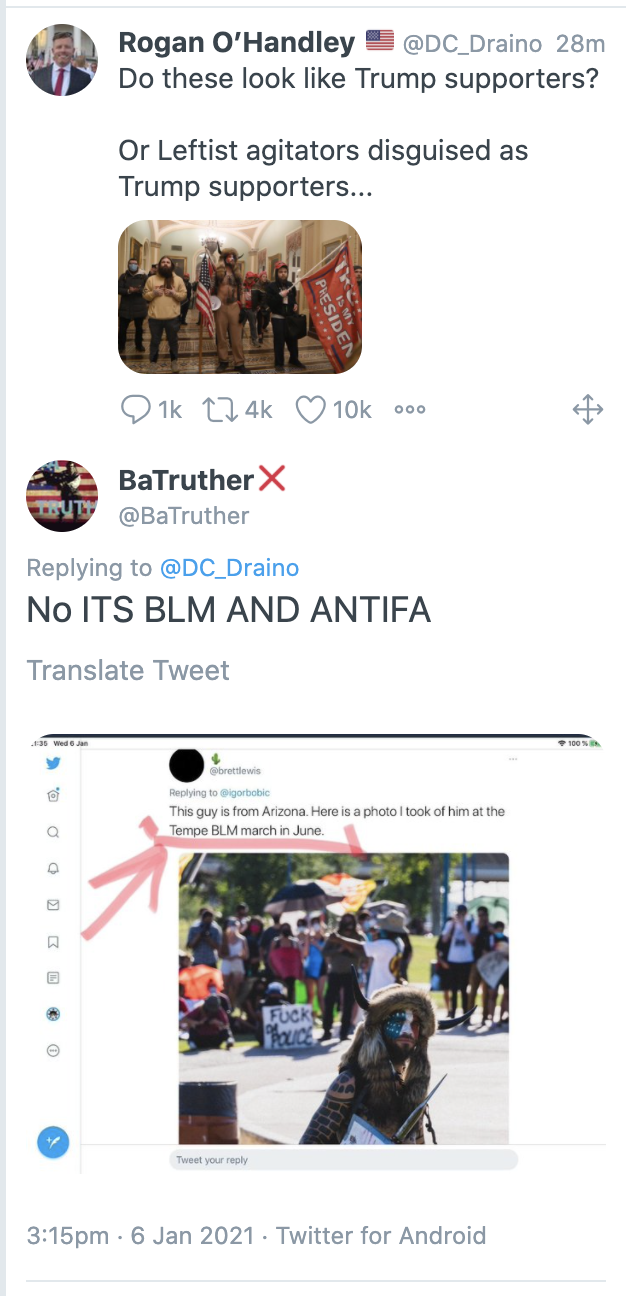 Rogan O'Handley 🇺🇸 @DC_Draino 28m
Do these look like Trump supporters?
Or Leftist agitators disguised as
Trump supporters...
IS MY
PRESIDEN
1k 4k 10k
BaTruther❌
@BaTruther
Replying to @DC_Draino
No ITS BLM AND ANTIFA
Translate Tweet
1:35 Wed 6 Jan 100 %
🌵
@brettlewis
Replying to @igorbobic
This guy is from Arizona. Here is a photo I took of him at the
Tempe BLM march in June.
FUCK
DA
POLICE
Tweet your reply
3:15pm · 6 Jan 2021 · Twitter for Android